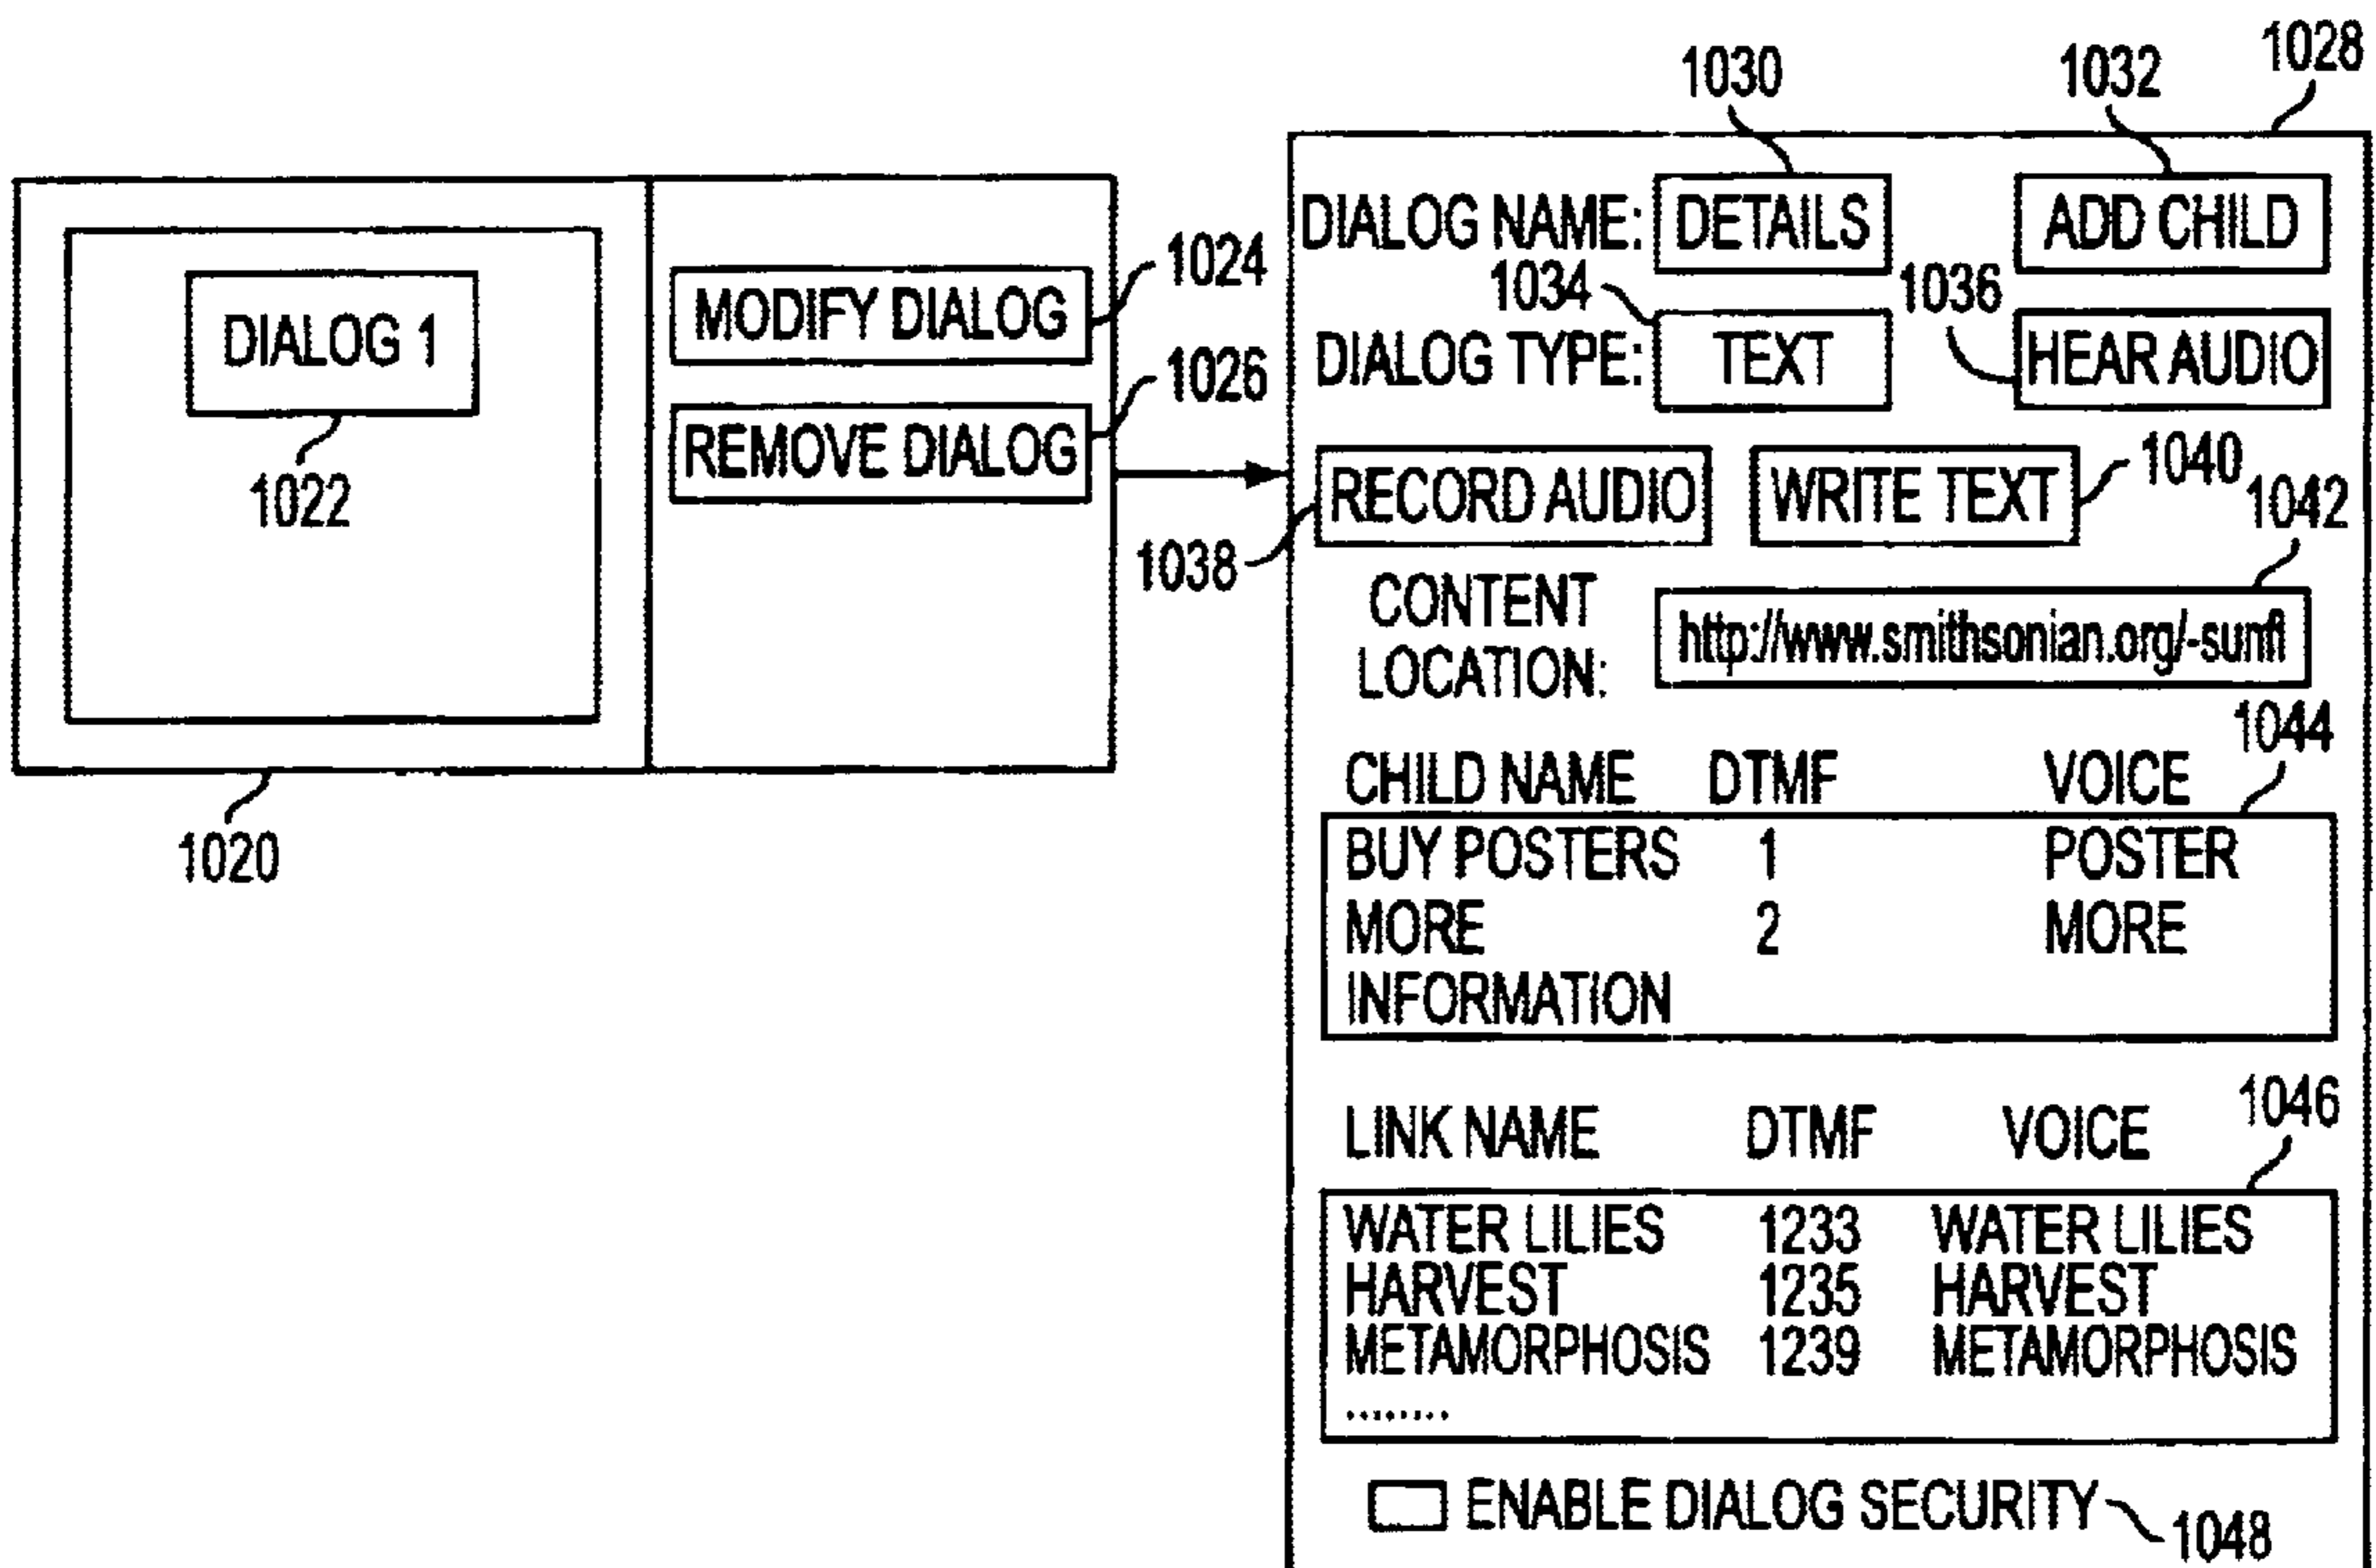 1028
1030
1032
DIALOG NAME: DETAILS
ADD CHILD
1034
1036
DIALOG TYPE: TEXT
HEAR AUDIO
DIALOG 1
1022
MODIFY DIALOG
1024
REMOVE DIALOG
1026
1020
RECORD AUDIO
WRITE TEXT
1040
1038
1042
CONTENT
LOCATION:
http://www.smithsonian.org/-sunfl
1044
CHILD NAME DTMF VOICE
BUY POSTERS 1 POSTER
MORE 2 MORE
INFORMATION
1046
LINK NAME DTMF VOICE
WATER LILIES 1233 WATER LILIES
HARVEST 1235 HARVEST
METAMORPHOSIS 1239 METAMORPHOSIS
........
ENABLE DIALOG SECURITY
1048